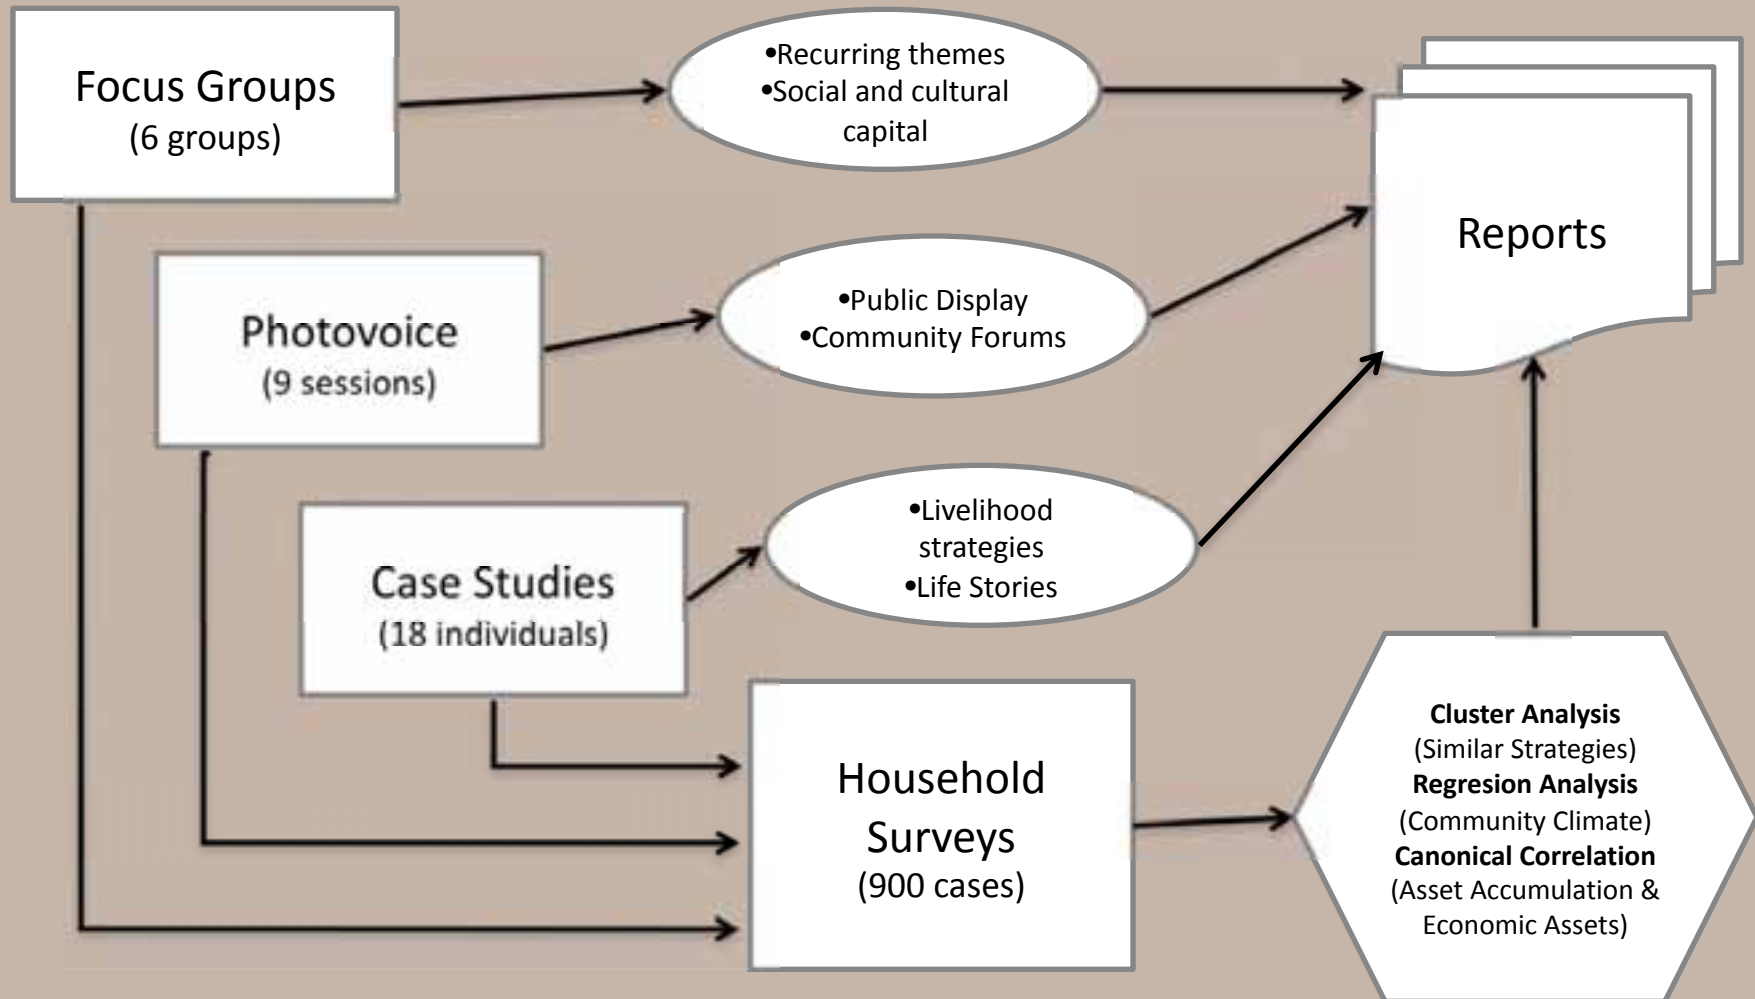 Focus Groups
(6 groups)
•Recurring themes
•Social and cultural
capital
Reports
Photovoice
(9 sessions)
•Public Display
•Community Forums
Case Studies
(18 individuals)
•Livelihood
strategies
•Life Stories
Household
Surveys
(900 cases)
Cluster Analysis
(Similar Strategies)
Regresion Analysis
(Community Climate)
Canonical Correlation
(Asset Accumulation &
Economic Assets)